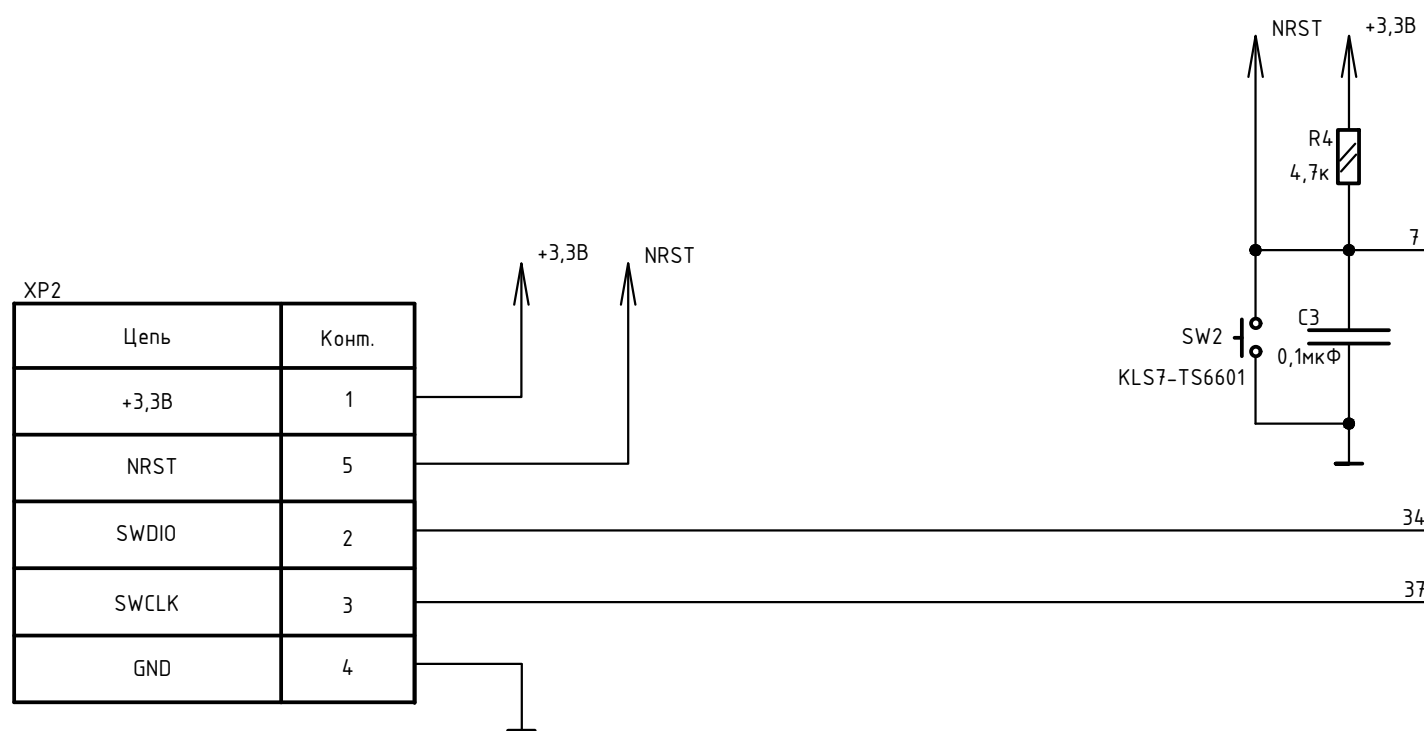 NRST
+3,3В
R4
4,7к
7
+3,3В
NRST
XP2
Цепь
Конт.
SW2
KLS7-TS6601
C3
0,1мкФ
+3,3В
1
NRST
5
SWDIO
2
34
SWCLK
3
37
GND
4